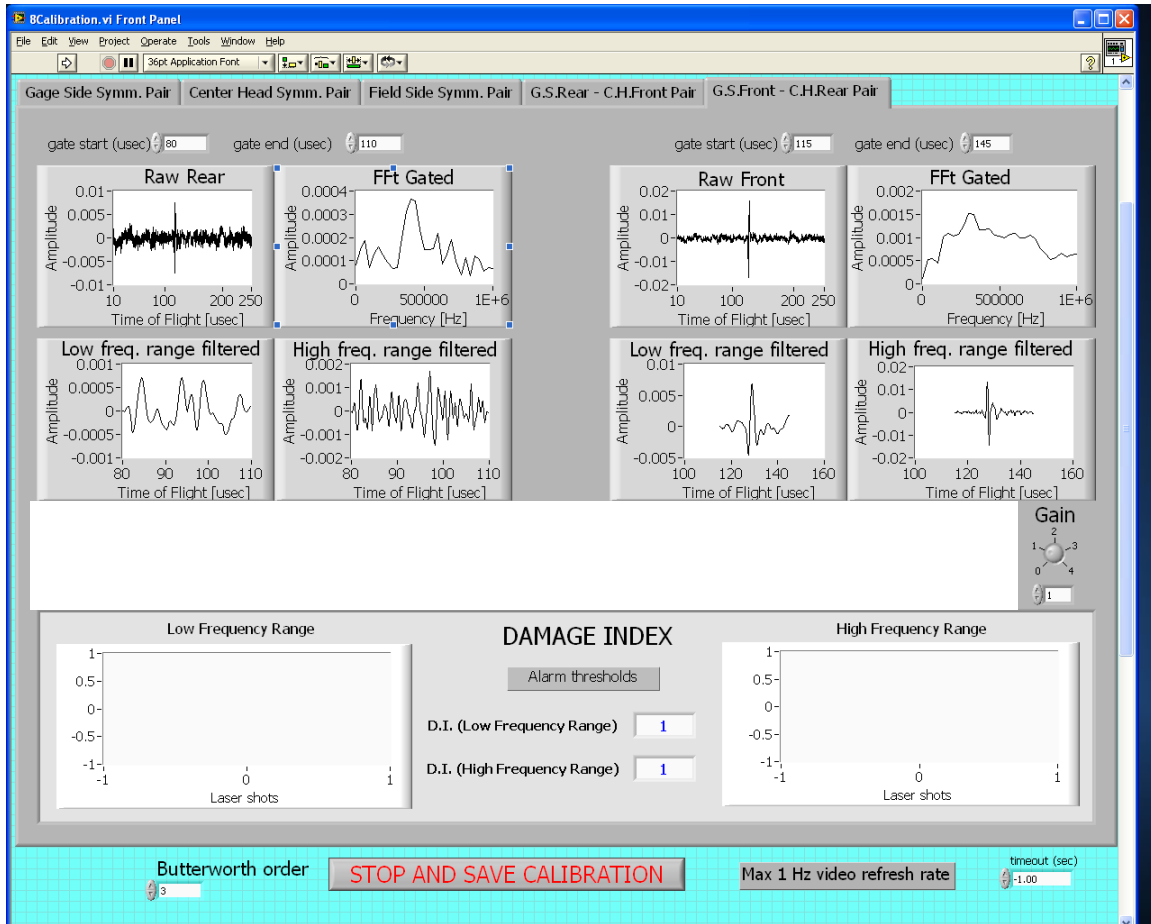 8Calibration.vi Front Panel
File Edit View Project Operate Tools Window Help
36pt Application Font
Gage Side Symm. Pair Center Head Symm. Pair Field Side Symm. Pair G.S.Rear - C.H.Front Pair G.S.Front - C.H.Rear Pair
gate start (usec) 80 gate end (usec) 110 gate start (usec) 115 gate end (usec) 145
Raw Rear
Amplitude
0.01
0.005
0
-0.005
-0.01
10 100 200 250
Time of Flight [usec]
FFt Gated
Amplitude
0.0004
0.0003
0.0002
0.0001
0
0 500000 1E+6
Frequency [Hz]
Raw Front
Amplitude
0.02
0.01
0
-0.01
-0.02
10 100 200 250
Time of Flight [usec]
FFt Gated
Amplitude
0.002
0.0015
0.001
0.0005
0
0 500000 1E+6
Frequency [Hz]
Low freq. range filtered
Amplitude
0.001
0.0005
0
-0.0005
-0.001
80 90 100 110
Time of Flight [usec]
High freq. range filtered
Amplitude
0.002
0.001
0
-0.001
-0.002
80 90 100 110
Time of Flight [usec]
Low freq. range filtered
Amplitude
0.01
0.005
0
-0.005
100 120 140 160
Time of Flight [usec]
High freq. range filtered
Amplitude
0.02
0.01
0
-0.01
-0.02
100 120 140 160
Time of Flight [usec]
Gain
2
1 3
0 4
1
Low Frequency Range
1
0.5
0
-0.5
-1
-1 0 1
Laser shots
DAMAGE INDEX
Alarm thresholds
D.I. (Low Frequency Range) 1
D.I. (High Frequency Range) 1
High Frequency Range
1
0.5
0
-0.5
-1
-1 0 1
Laser shots
Butterworth order
3
STOP AND SAVE CALIBRATION
Max 1 Hz video refresh rate
timeout (sec)
-1.00